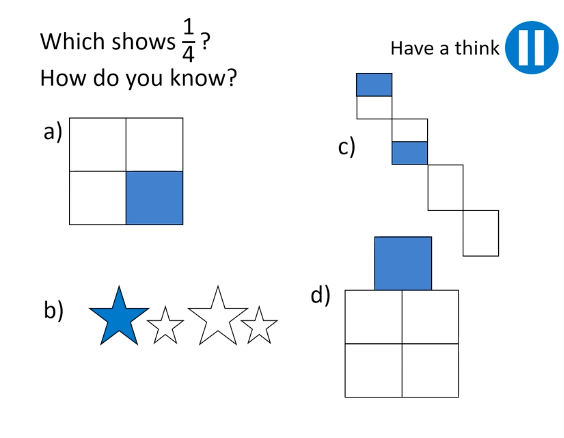 Which shows 1/4 ?
How do you know?
Have a think
a)
b)
c)
d)